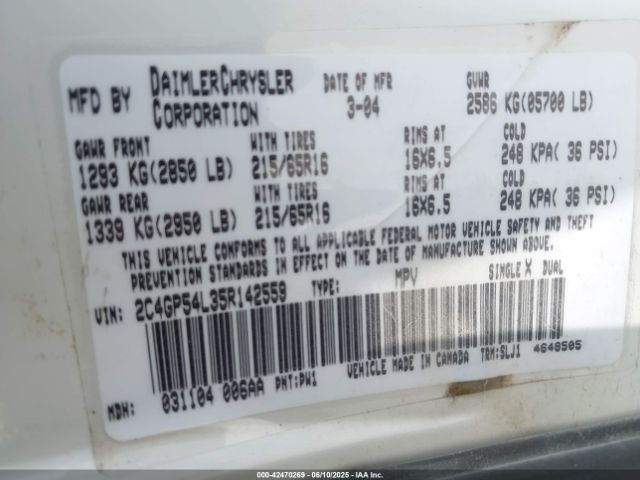 MFD BY DAIMLERCHRYSLER CORPORATION DATE OF MFR 3-04 GVWR 2586 KG(05700 LB)
GAWR FRONT WITH TIRES RIMS AT COLD
1293 KG(2850 LB) 215/65R16 16X6.5 248 KPA( 36 PSI)
GAWR REAR WITH TIRES RIMS AT COLD
1339 KG(2950 LB) 215/65R16 16X6.5 248 KPA( 36 PSI)
THIS VEHICLE CONFORMS TO ALL APPLICABLE FEDERAL MOTOR VEHICLE SAFETY AND THEFT
PREVENTION STANDARDS IN EFFECT ON THE DATE OF MANUFACTURE SHOWN ABOVE.
VIN: 2C4GP54L35R142559 TYPE: MPV SINGLE X DUAL
MDH: 031104 006AA PNT:PW1 VEHICLE MADE IN CANADA TRM:SLJ1 4648505
000-42470269 - 06/10/2025 - IAA Inc.